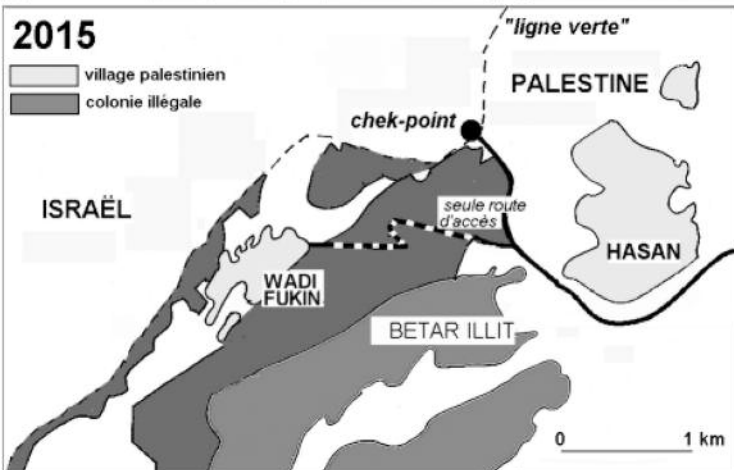 2015
"ligne verte"
village palestinien
colonie illégale
PALESTINE
chek-point
ISRAËL
seule route
d'accès
HASAN
WADI
FUKIN
BETAR ILLIT
0 1 km